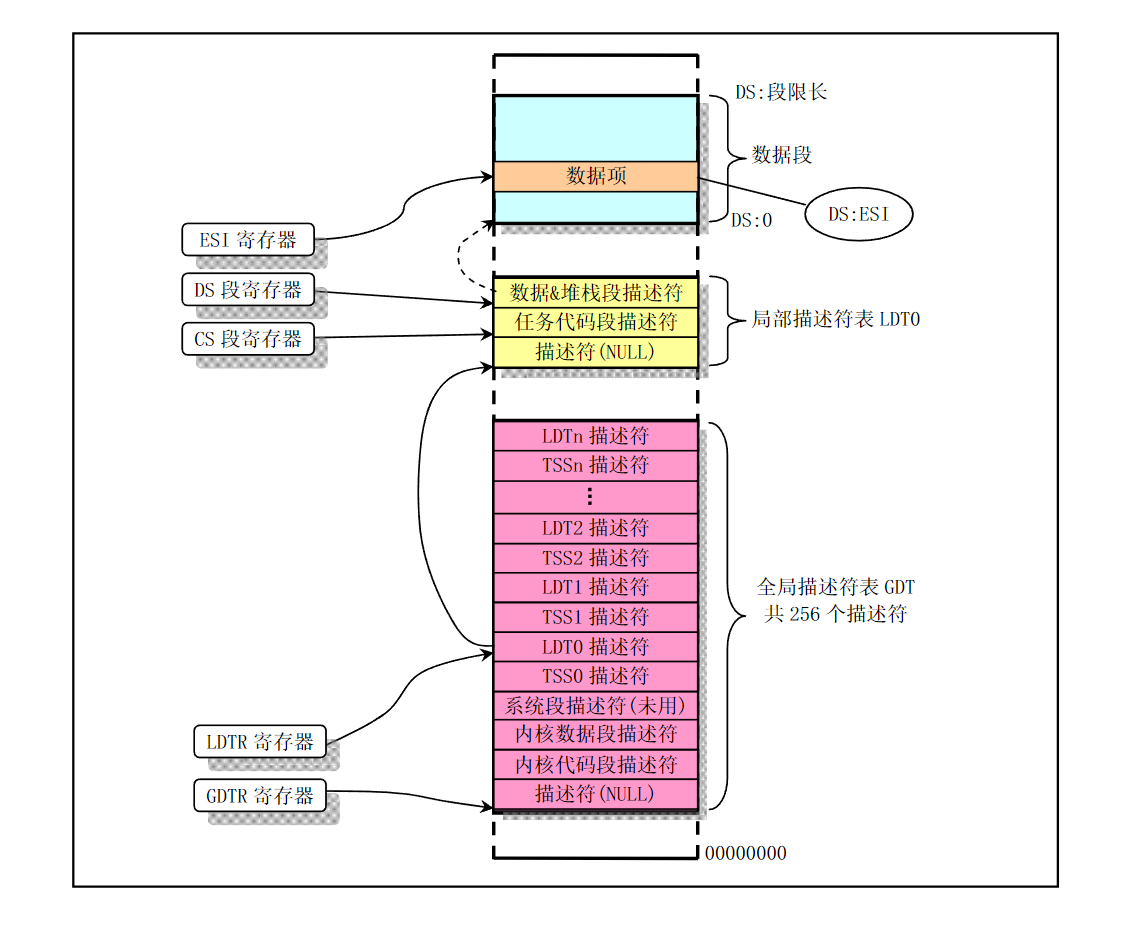 DS:段限长
数据段
数据项
DS:ESI
DS:0
ESI 寄存器
DS 段寄存器
CS 段寄存器
数据&堆栈段描述符
任务代码段描述符
描述符(NULL)
局部描述符表 LDT0
LDTn 描述符
TSSn 描述符
⋮
LDT2 描述符
TSS2 描述符
LDT1 描述符
TSS1 描述符
LDT0 描述符
TSS0 描述符
系统段描述符(未用)
内核数据段描述符
内核代码段描述符
描述符(NULL)
全局描述符表 GDT
共 256 个描述符
LDTR 寄存器
GDTR 寄存器
00000000